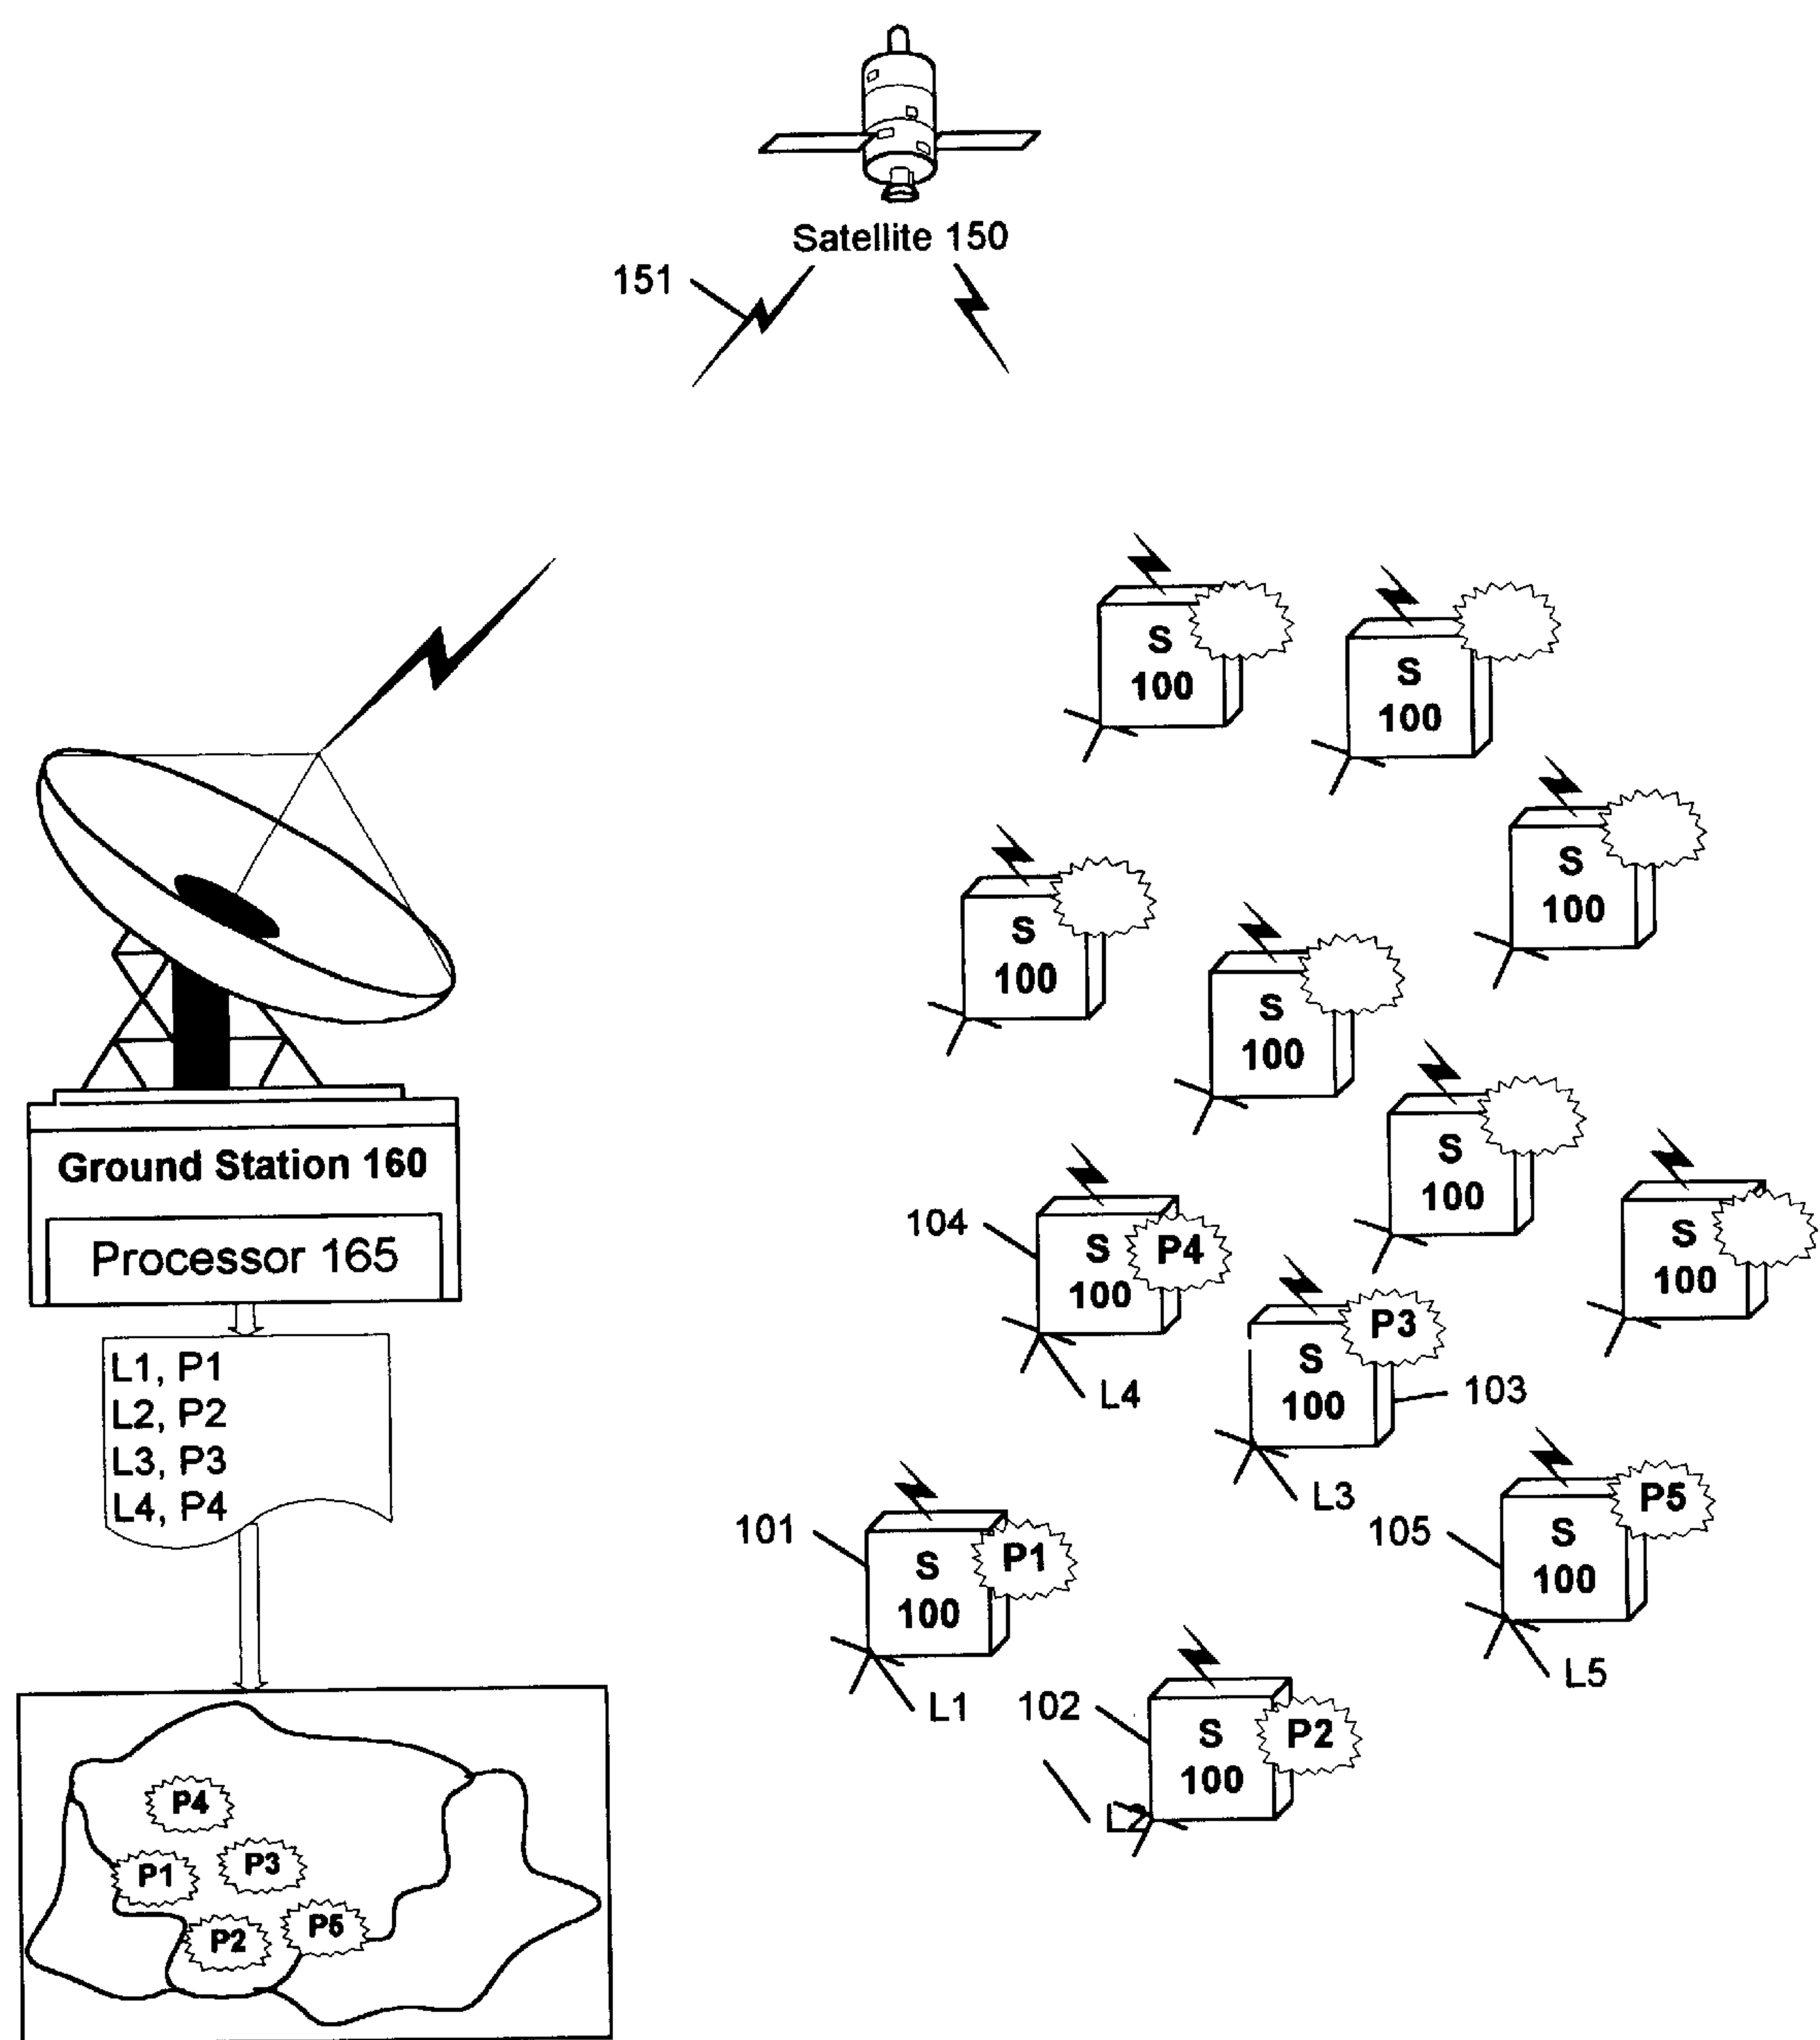 Satellite 150
151
S
100
S
100
S
100
S
100
S
100
S
100
S
100
Ground Station 160
Processor 165
L1, P1
L2, P2
L3, P3
L4, P4
104
S
100
P4
L4
P3
S
100
103
L3
101
S
100
P1
L1
105
S
100
P5
L5
102
S
100
P2
L2
P4
P1
P3
P2
P5